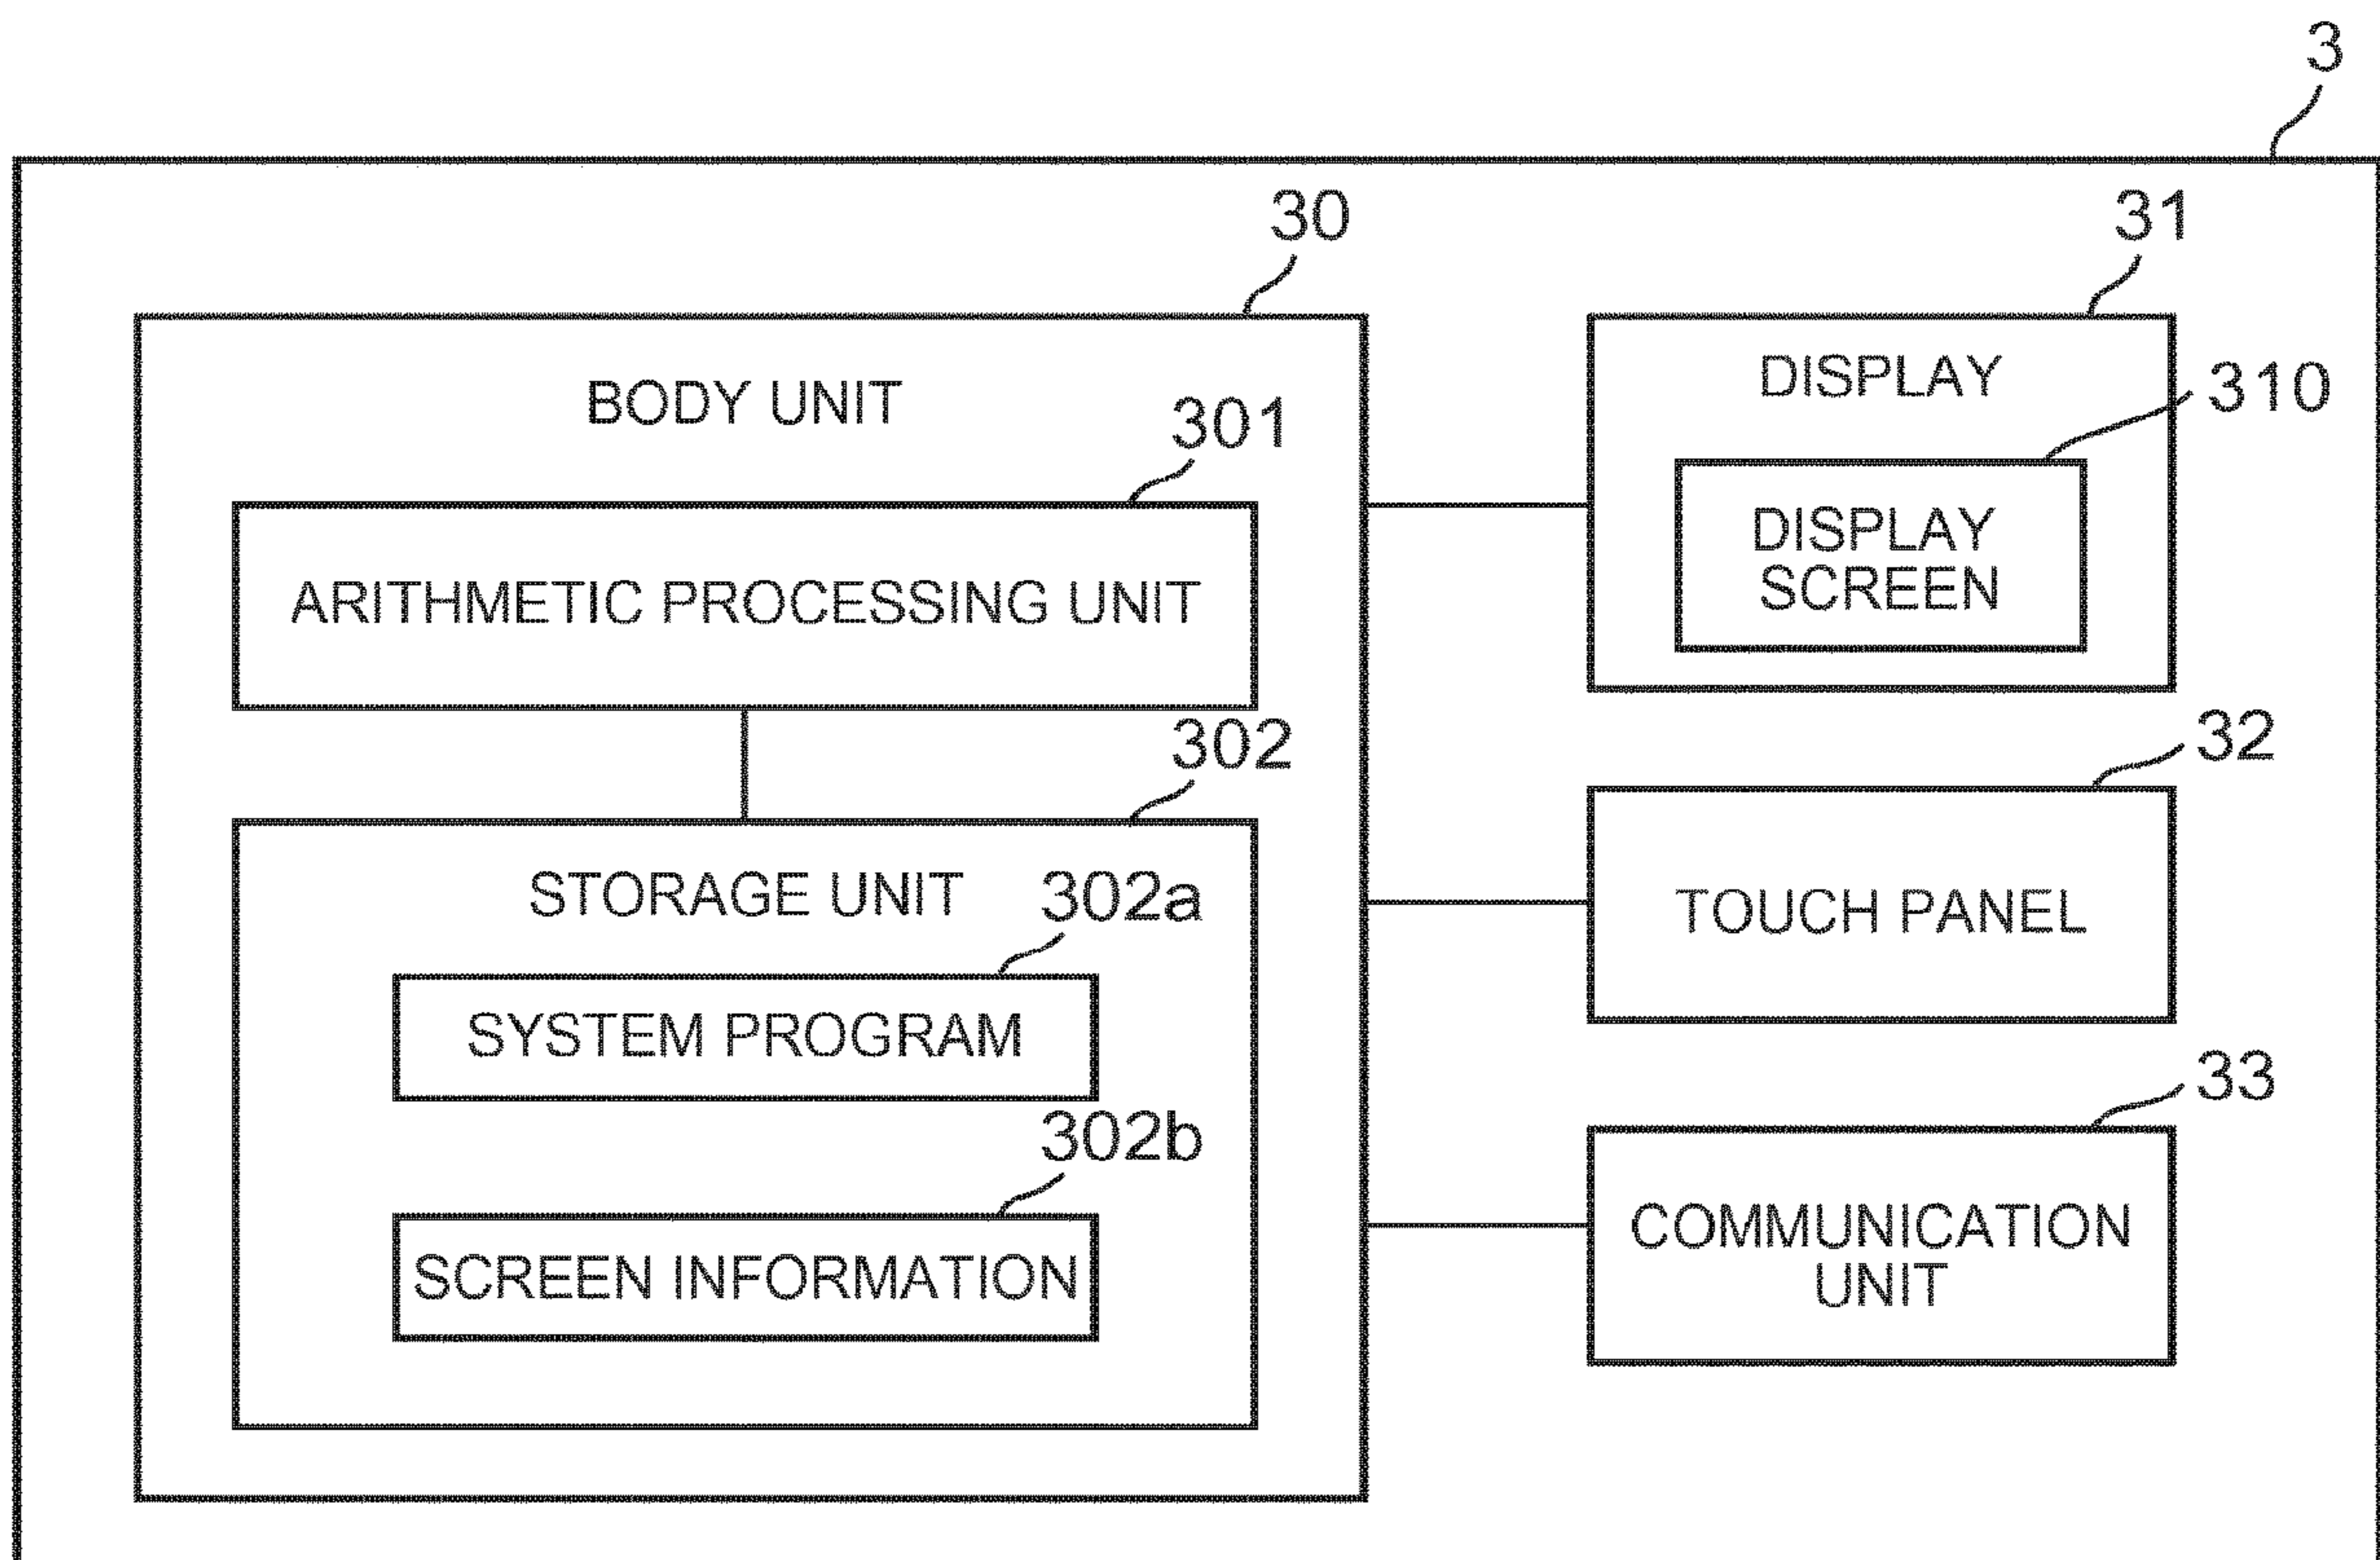 3
30
31
BODY UNIT
DISPLAY
310
301
DISPLAY
SCREEN
ARITHMETIC PROCESSING UNIT
302
32
STORAGE UNIT
302a
TOUCH PANEL
SYSTEM PROGRAM
33
302b
COMMUNICATION
UNIT
SCREEN INFORMATION